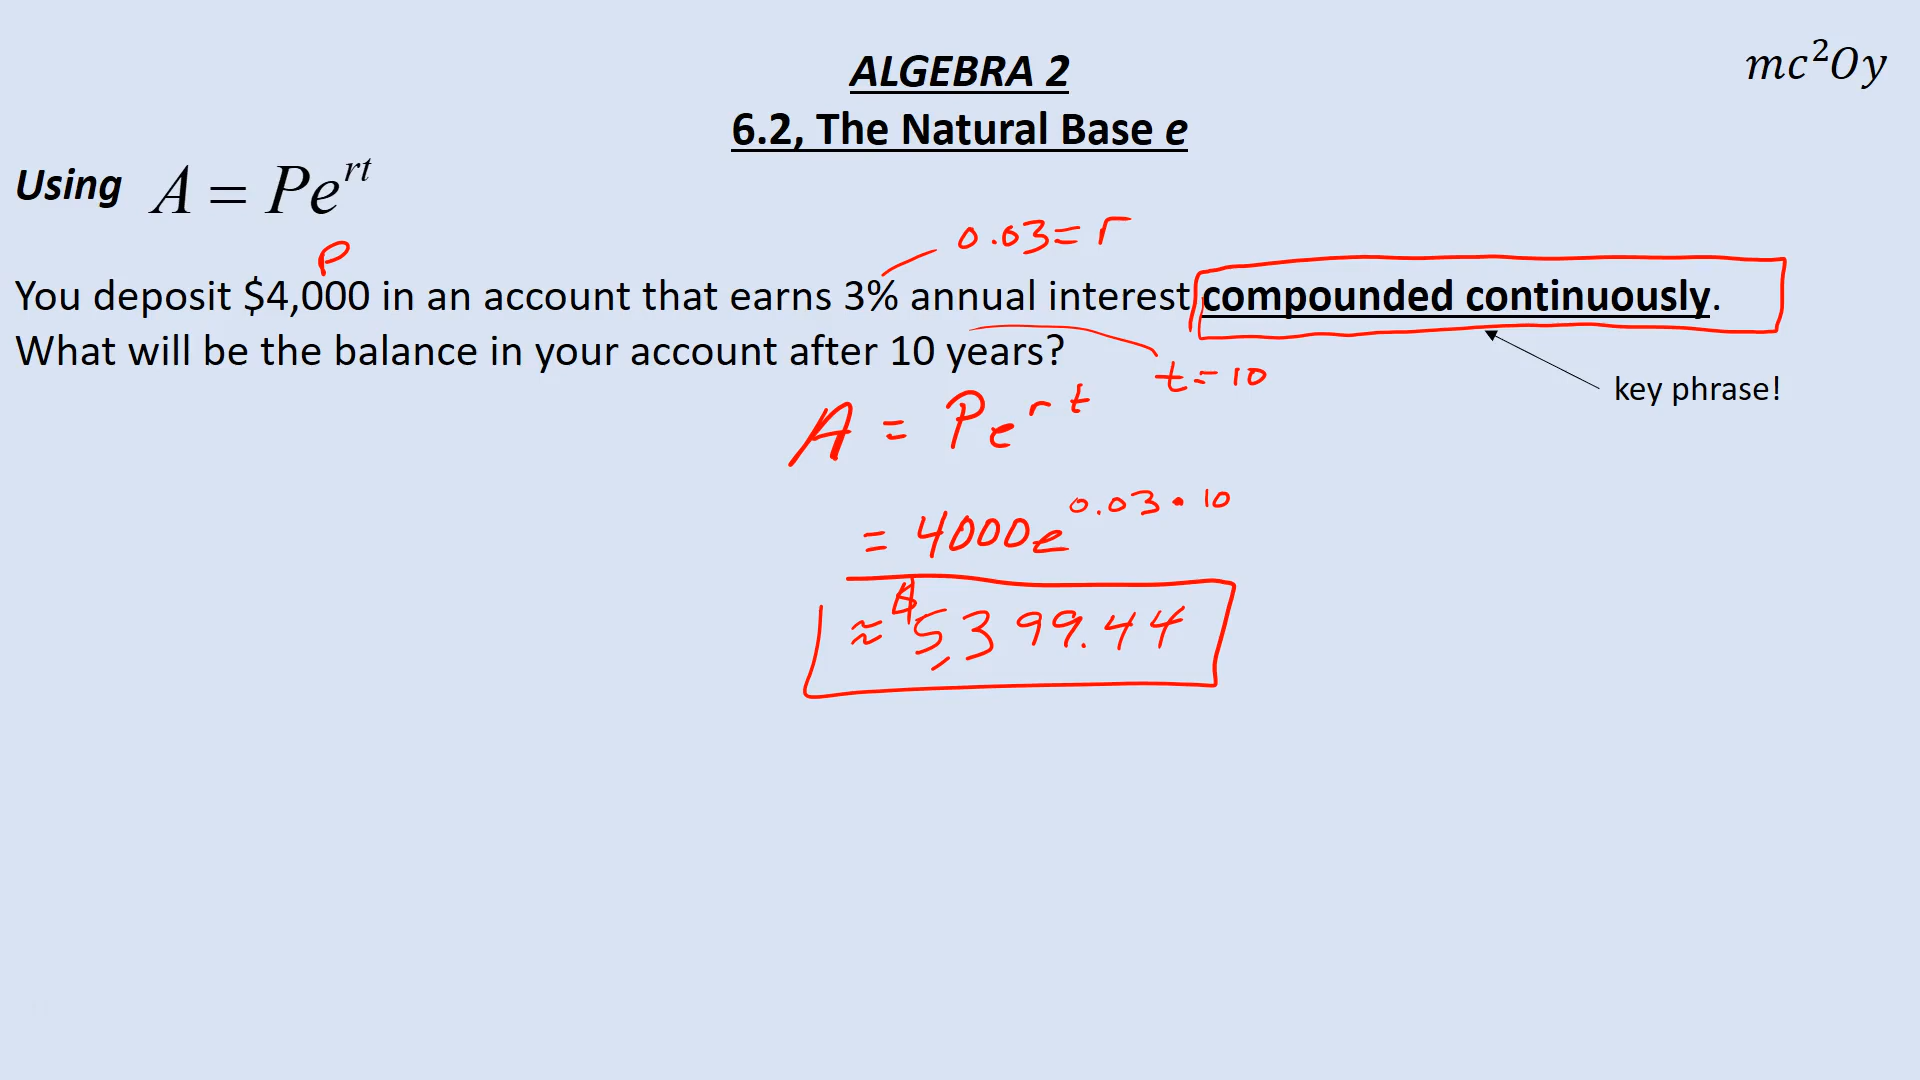 mc²Oy
ALGEBRA 2
6.2, The Natural Base e
Using A = Pe^{rt}
0.03 = r
P
You deposit $4,000 in an account that earns 3% annual interest compounded continuously.
What will be the balance in your account after 10 years?
t = 10
key phrase!
A = Pe^{rt}
= 4000e^{0.03 · 10}
≈ $5,399.44